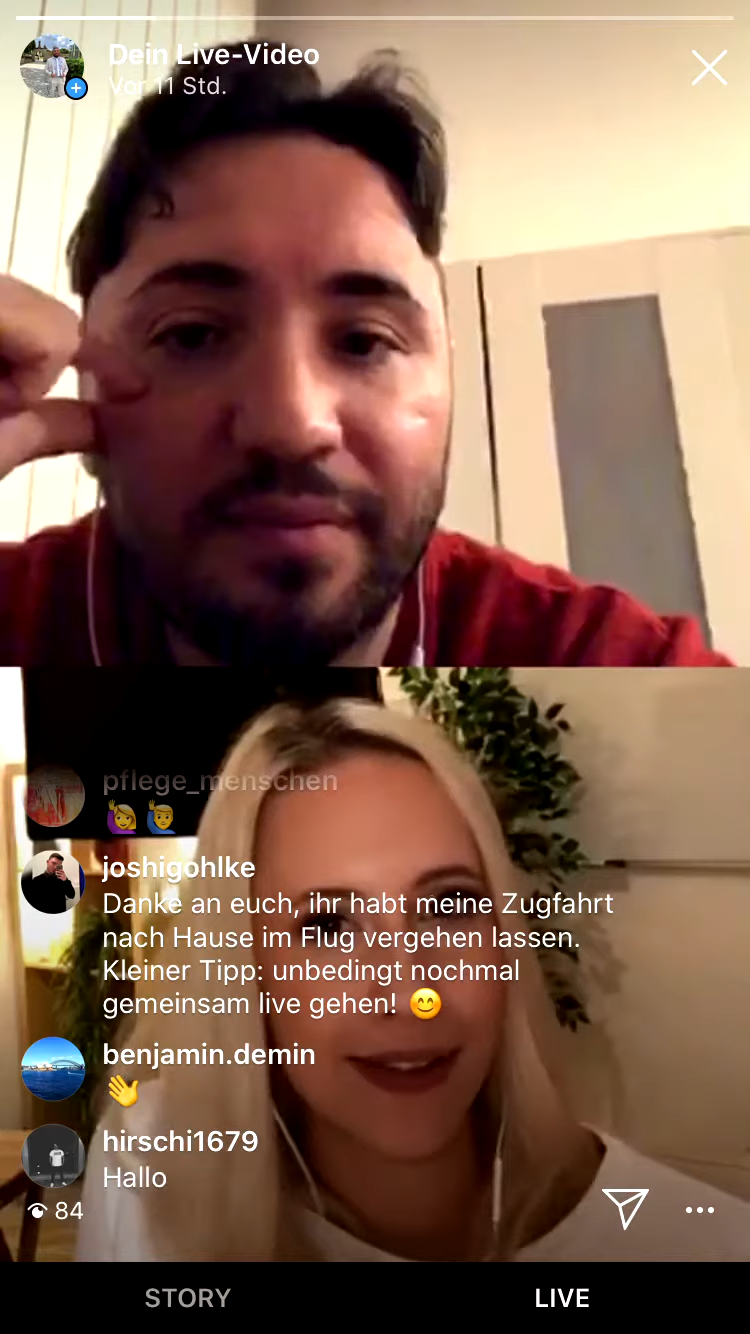 Dein Live-Video
Vor 11 Std.
pflege_menschen
🙋‍♀️ 🙋‍♂️
joshigohlke
Danke an euch, ihr habt meine Zugfahrt
nach Hause im Flug vergehen lassen.
Kleiner Tipp: unbedingt nochmal
gemeinsam live gehen! 😊
benjamin.demin
👋
hirschi1679
Hallo
84
STORY
LIVE